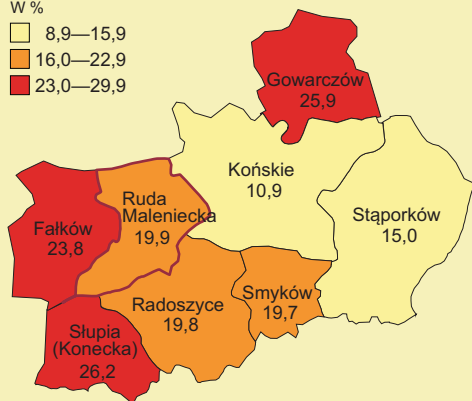 W %
8,9—15,9
16,0—22,9
23,0—29,9
Gowarczów
25,9
Końskie
10,9
Stąporków
15,0
Ruda
Maleniecka
19,9
Fałków
23,8
Radoszyce
19,8
Smyków
19,7
Słupia
(Konecka)
26,2